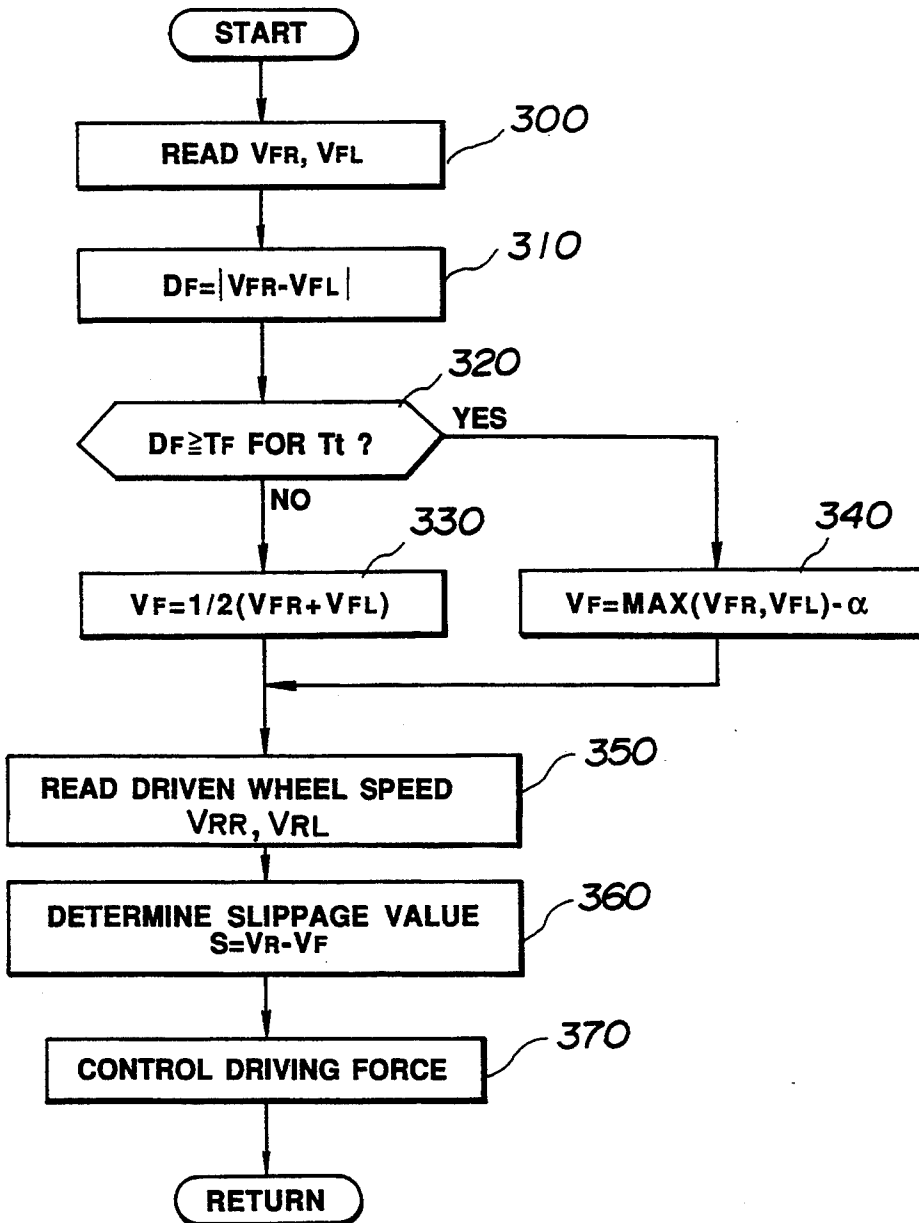 START
300
READ VFR, VFL
310
DF=|VFR-VFL|
320
DF≧TF FOR Tt ?
YES
NO
330
VF=1/2(VFR+VFL)
340
VF=MAX(VFR,VFL)-α
350
READ DRIVEN WHEEL SPEED
VRR, VRL
360
DETERMINE SLIPPAGE VALUE
S=VR-VF
370
CONTROL DRIVING FORCE
RETURN